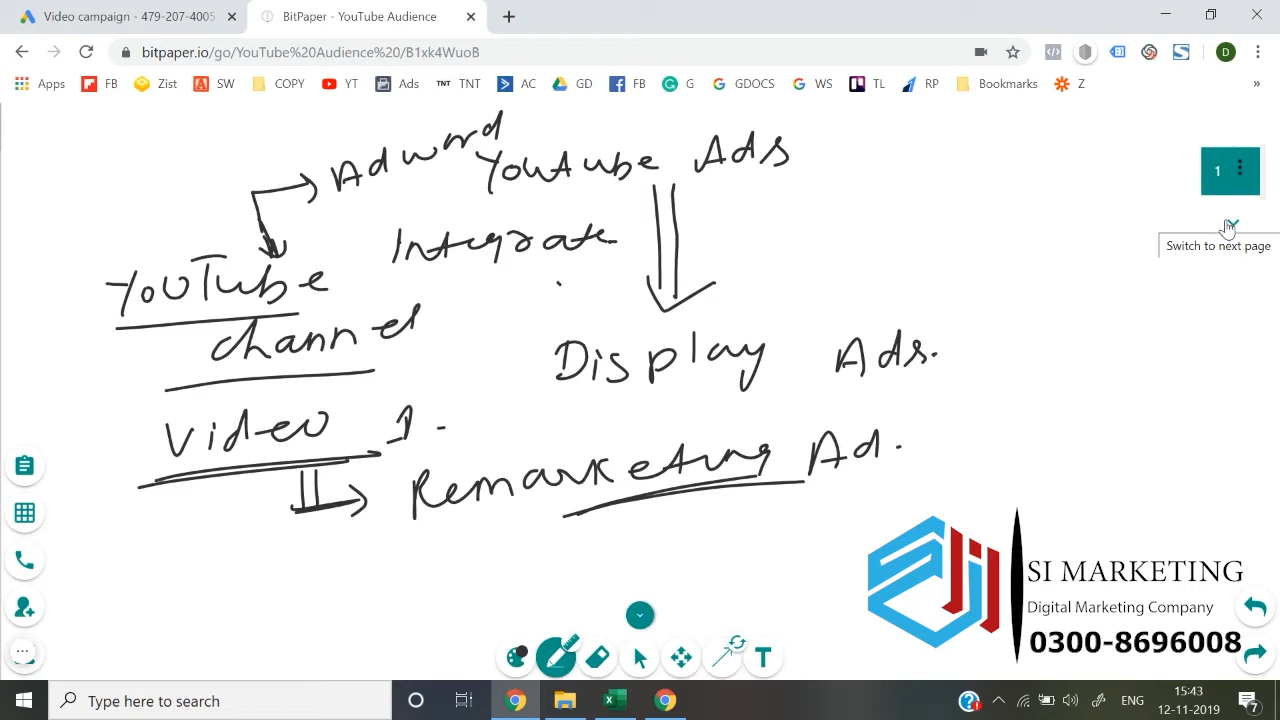 Video campaign - 479-207-4005
BitPaper - YouTube Audience
bitpaper.io/go/YouTube%20Audience%20/B1xk4WuoB
D
Apps FB Zist SW COPY YT Ads TNT TNT AC GD FB G GDOCS WS TL RP Bookmarks Z »
Adword YouTube Ads
1
Switch to next page
Integrate
YouTube
channel
Display Ads.
Video 1.
Remarketing Ad.
SI MARKETING
Digital Marketing Company
0300-8696008
T
Type here to search
ENG
15:43
12-11-2019
7